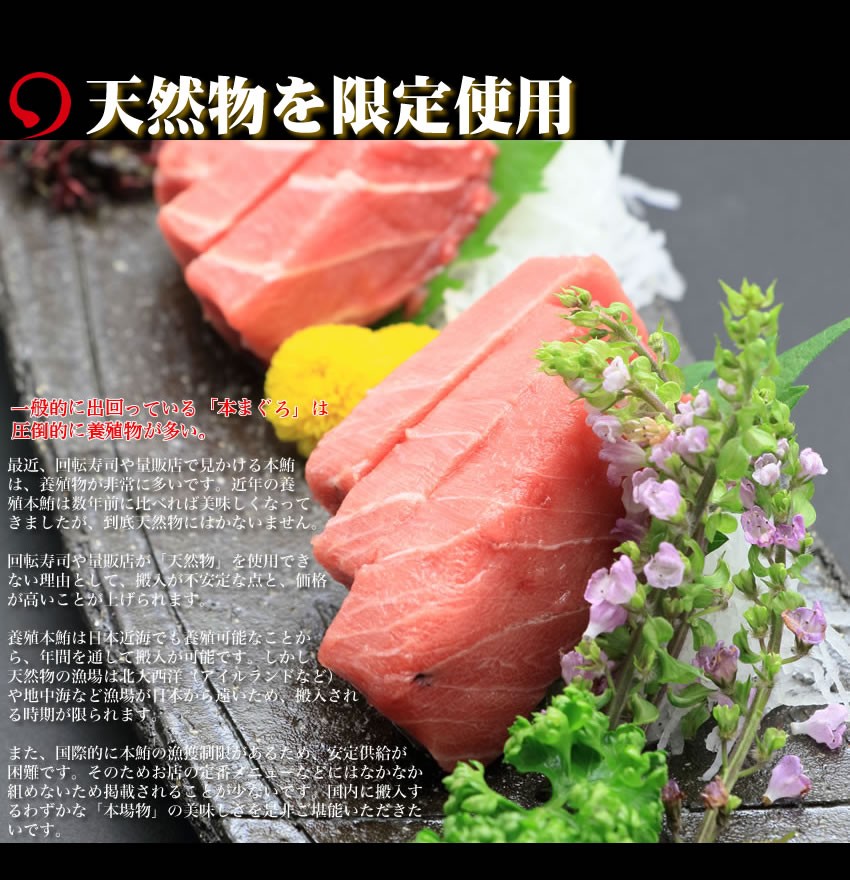 天然物を限定使用
一般的に出回っている「本まぐろ」は
圧倒的に養殖物が多い。
最近、回転寿司や量販店で見かける本鮪
は、養殖物が非常に多いです。近年の養
殖本鮪は数年前に比べれば美味しくなって
きましたが、到底天然物にはかないません。
回転寿司や量販店が「天然物」を使用でき
ない理由として、搬入が不安定な点と、価格
が高いことが上げられます。
養殖本鮪は日本近海でも養殖可能なことか
ら、年間を通して搬入が可能です。しかし、
天然物の漁場は北大西洋（アイルランドなど）
や地中海など漁場が日本から遠いため、搬入され
る時期が限られます。
また、国際的に本鮪の漁獲制限があるため、安定供給が
困難です。そのためお店の定番メニューなどにはなかなか
組めないため掲載されることが少ないです。国内に搬入す
るわずかな「本場物」の美味しさを是非ご堪能いただきた
いです。